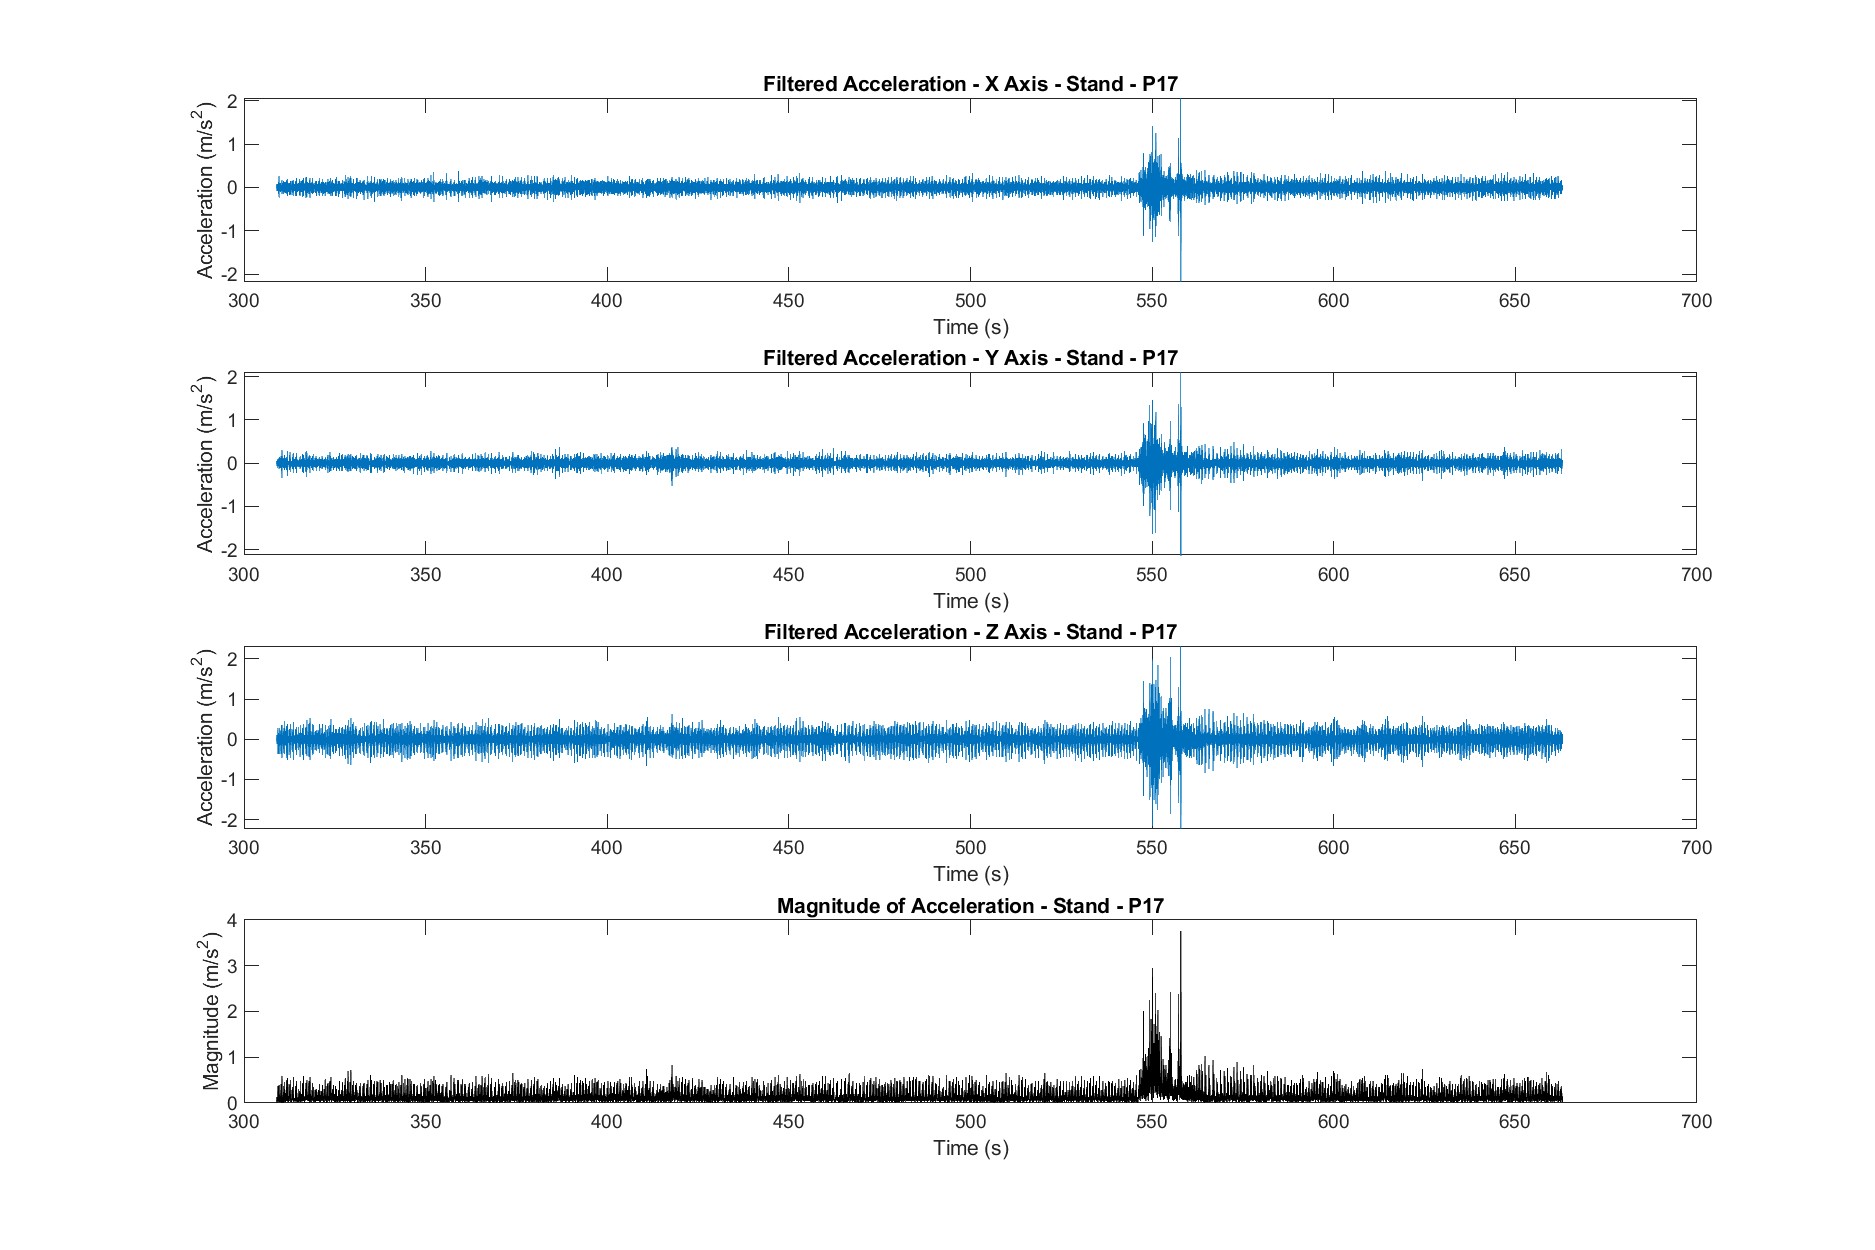 Filtered Acceleration - X Axis - Stand - P17
Acceleration (m/s²)
2
1
0
-1
-2
300 350 400 450 500 550 600 650 700
Time (s)
Filtered Acceleration - Y Axis - Stand - P17
Acceleration (m/s²)
2
1
0
-1
-2
300 350 400 450 500 550 600 650 700
Time (s)
Filtered Acceleration - Z Axis - Stand - P17
Acceleration (m/s²)
2
1
0
-1
-2
300 350 400 450 500 550 600 650 700
Time (s)
Magnitude of Acceleration - Stand - P17
Magnitude (m/s²)
4
3
2
1
0
300 350 400 450 500 550 600 650 700
Time (s)